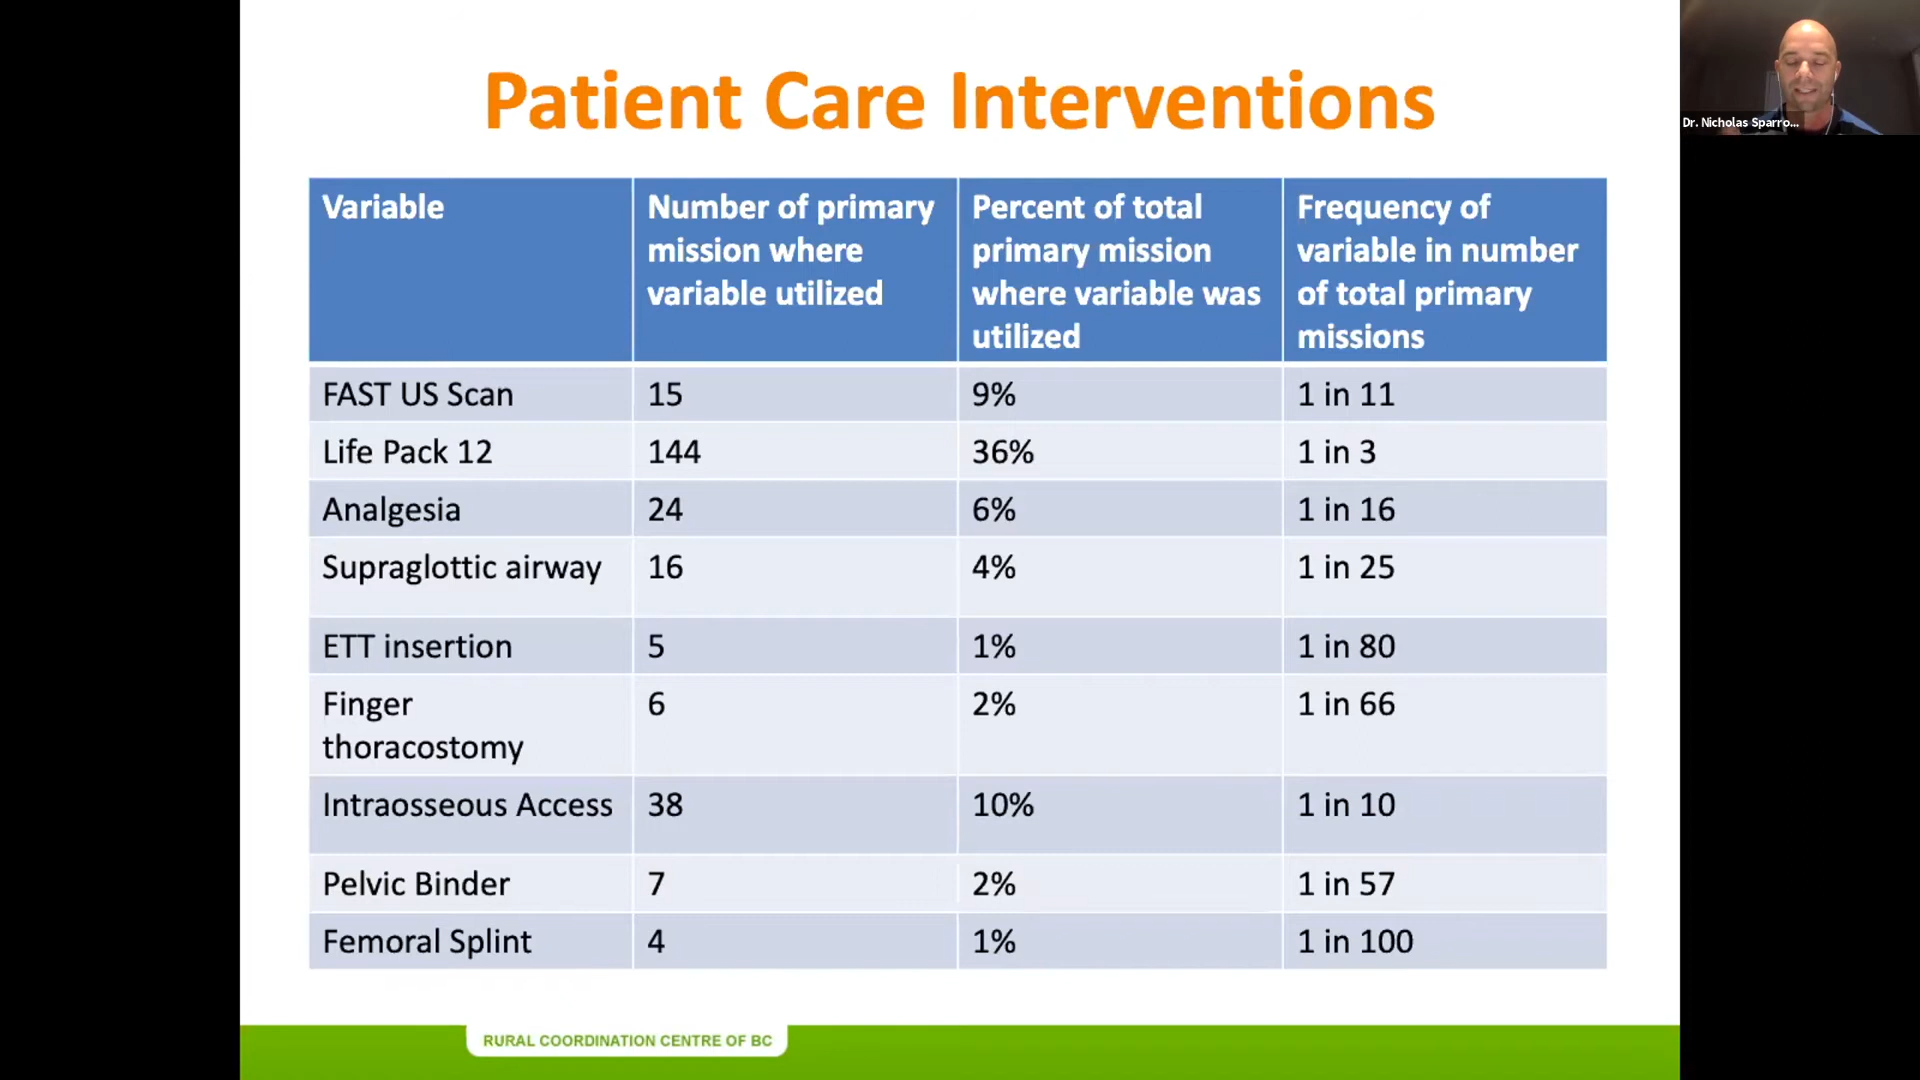 Patient Care Interventions
Dr. Nicholas Sparro...
Variable
Number of primary
mission where
variable utilized
Percent of total
primary mission
where variable was
utilized
Frequency of
variable in number
of total primary
missions
FAST US Scan
15
9%
1 in 11
Life Pack 12
144
36%
1 in 3
Analgesia
24
6%
1 in 16
Supraglottic airway
16
4%
1 in 25
ETT insertion
5
1%
1 in 80
Finger
thoracostomy
6
2%
1 in 66
Intraosseous Access
38
10%
1 in 10
Pelvic Binder
7
2%
1 in 57
Femoral Splint
4
1%
1 in 100
RURAL COORDINATION CENTRE OF BC